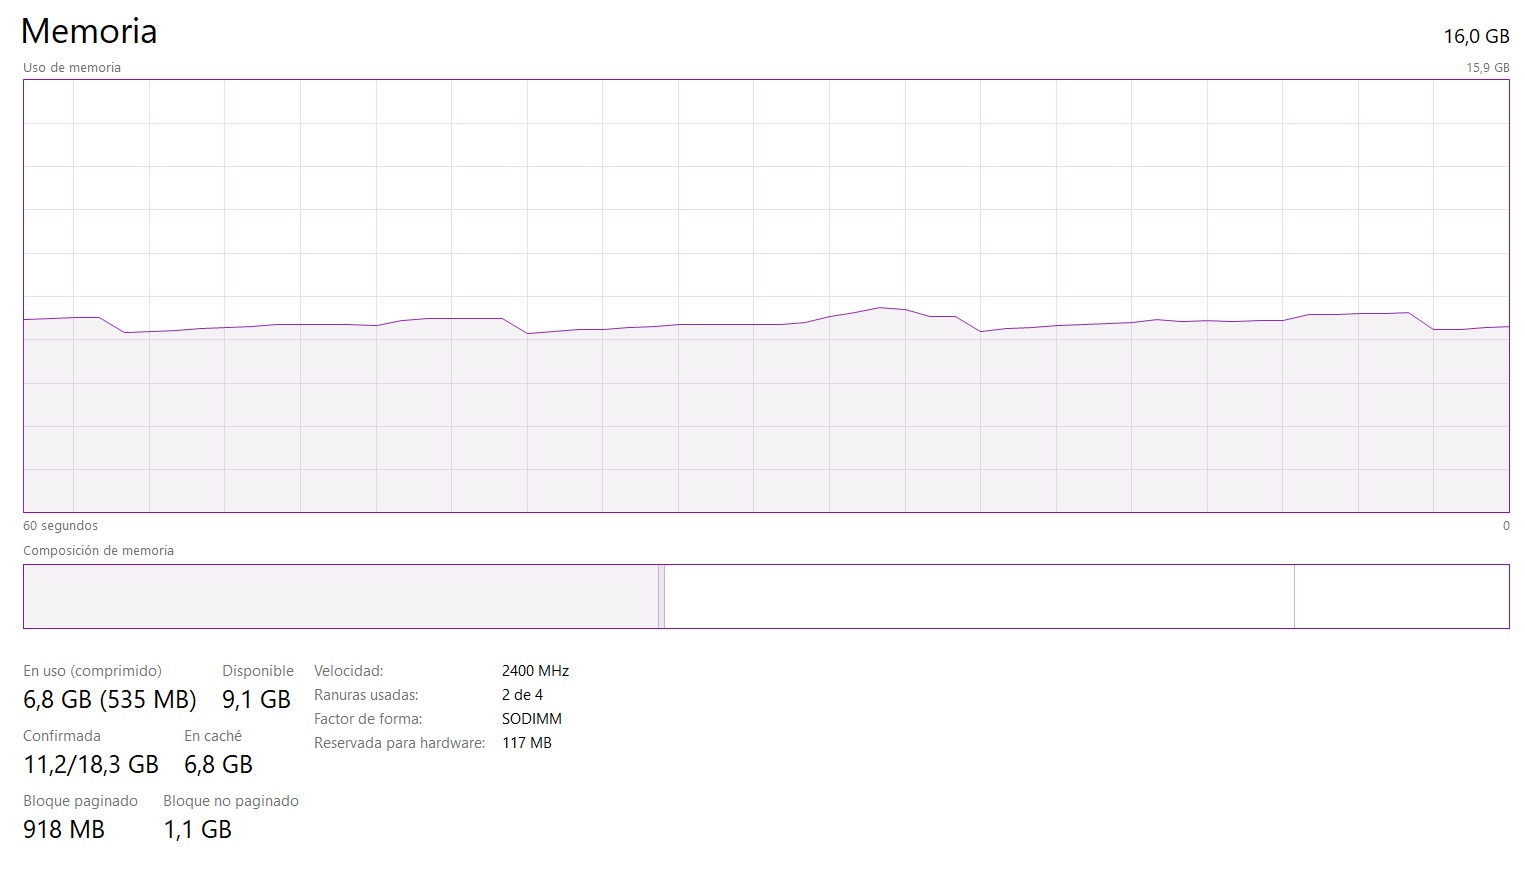 Memoria
16,0 GB
Uso de memoria
15,9 GB
60 segundos
0
Composición de memoria
En uso (comprimido)
Disponible
6,8 GB (535 MB)
9,1 GB
Confirmada
En caché
11,2/18,3 GB
6,8 GB
Bloque paginado
Bloque no paginado
918 MB
1,1 GB
Velocidad:
2400 MHz
Ranuras usadas:
2 de 4
Factor de forma:
SODIMM
Reservada para hardware:
117 MB